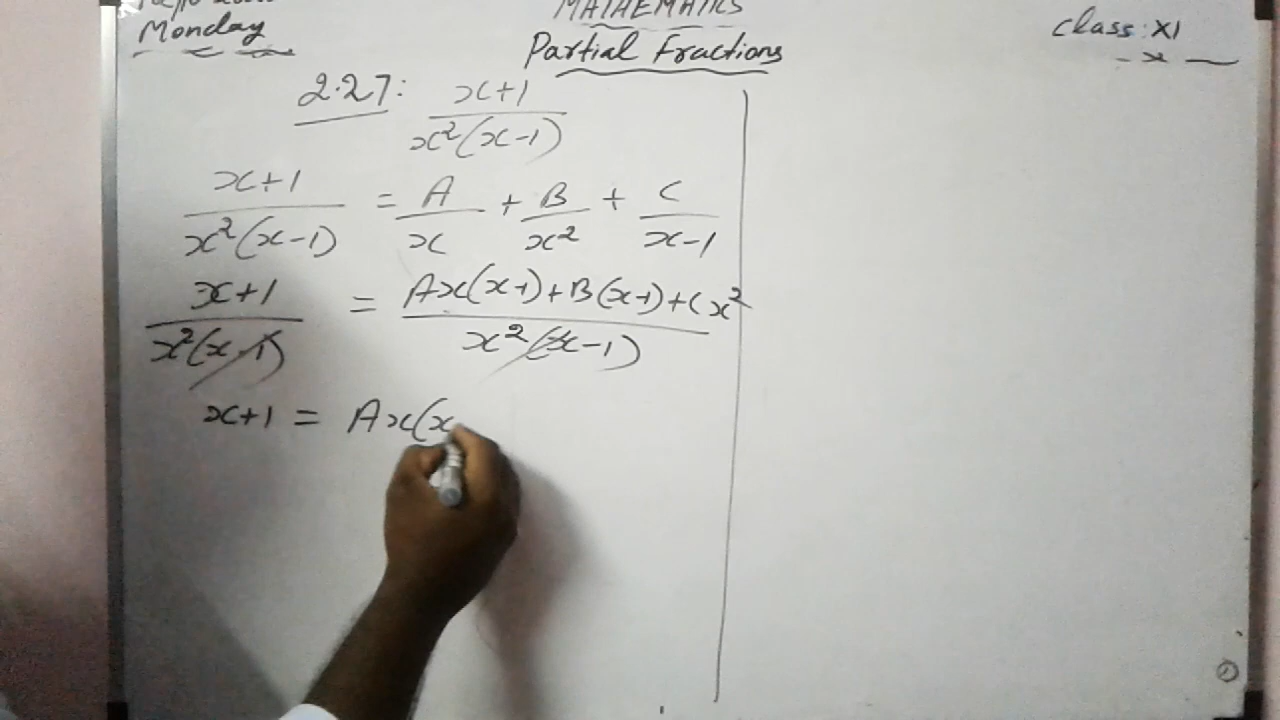 MATHEMATICS
Monday
Class: XI
Partial Fractions
2.27: x+1 / x²(x-1)
x+1 / x²(x-1) = A / x + B / x² + C / x-1
x+1 / x²(x-1) = Ax(x-1)+B(x-1)+Cx² / x²(x-1)
x+1 = Ax(x